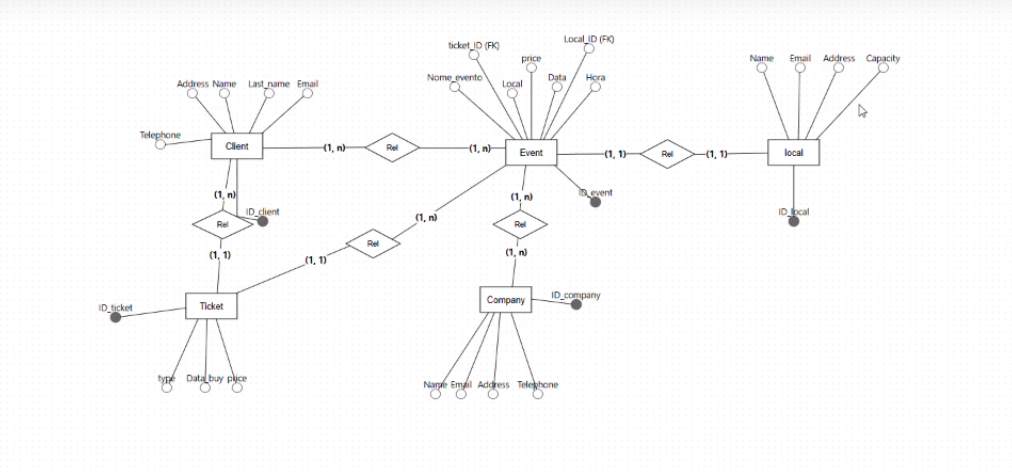 ticket_ID (FK)
Local_ID (FK)
price
Name
Email
Address
Capacity
Nome_evento
Local
Data
Hora
Address
Name
Last_name
Email
Telephone
Client
(1, n)
Rel
(1, n)
Event
(1, 1)
Rel
(1, 1)
local
(1, n)
(1, n)
ID_event
ID_client
(1, n)
ID_local
Rel
Rel
Rel
(1, 1)
(1, 1)
(1, n)
ID_ticket
Ticket
Company
ID_company
type
Data_buy
price
Name
Email
Address
Telephone